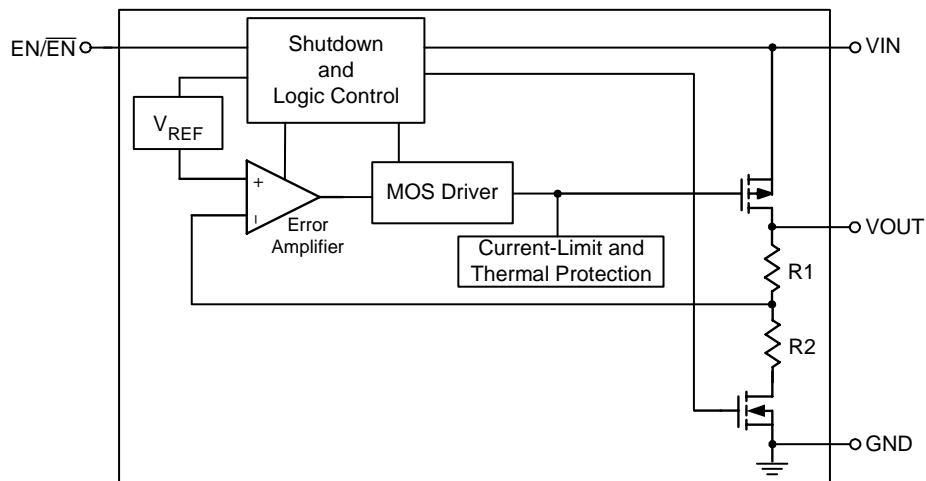 EN/EN
Shutdown
and
Logic Control
VIN
VREF
+
-
Error
Amplifier
MOS Driver
Current-Limit and
Thermal Protection
VOUT
R1
R2
GND